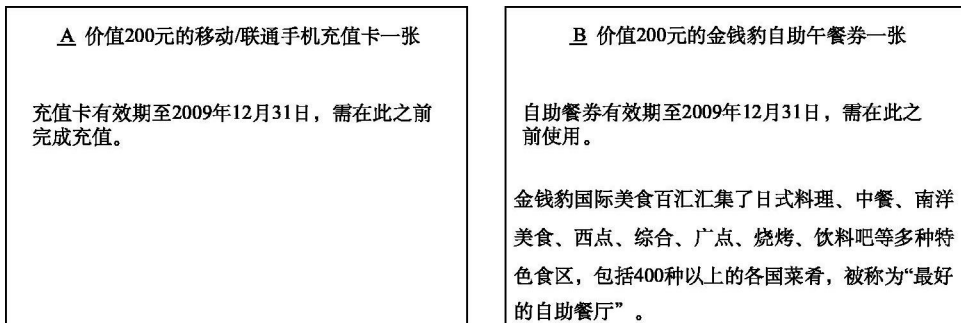 A 价值200元的移动/联通手机充值卡一张
充值卡有效期至2009年12月31日，需在此之前
完成充值。
B 价值200元的金钱豹自助午餐券一张
自助餐券有效期至2009年12月31日，需在此之
前使用。
金钱豹国际美食百汇汇集了日式料理、中餐、南洋
美食、西点、综合、广点、烧烤、饮料吧等多种特
色食区，包括400种以上的各国菜肴，被称为“最好
的自助餐厅” 。